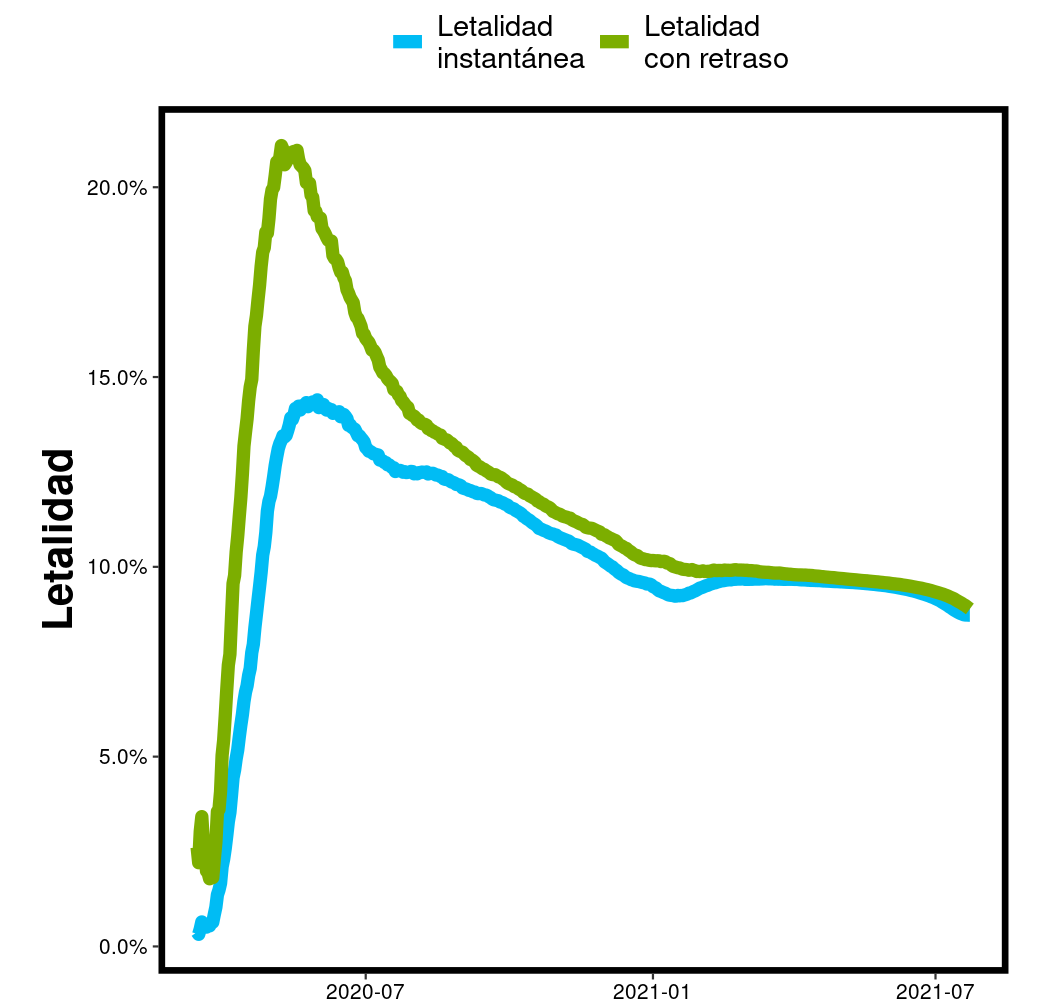 Letalidad
instantánea
Letalidad
con retraso
Letalidad
20.0%
15.0%
10.0%
5.0%
0.0%
2020-07
2021-01
2021-07